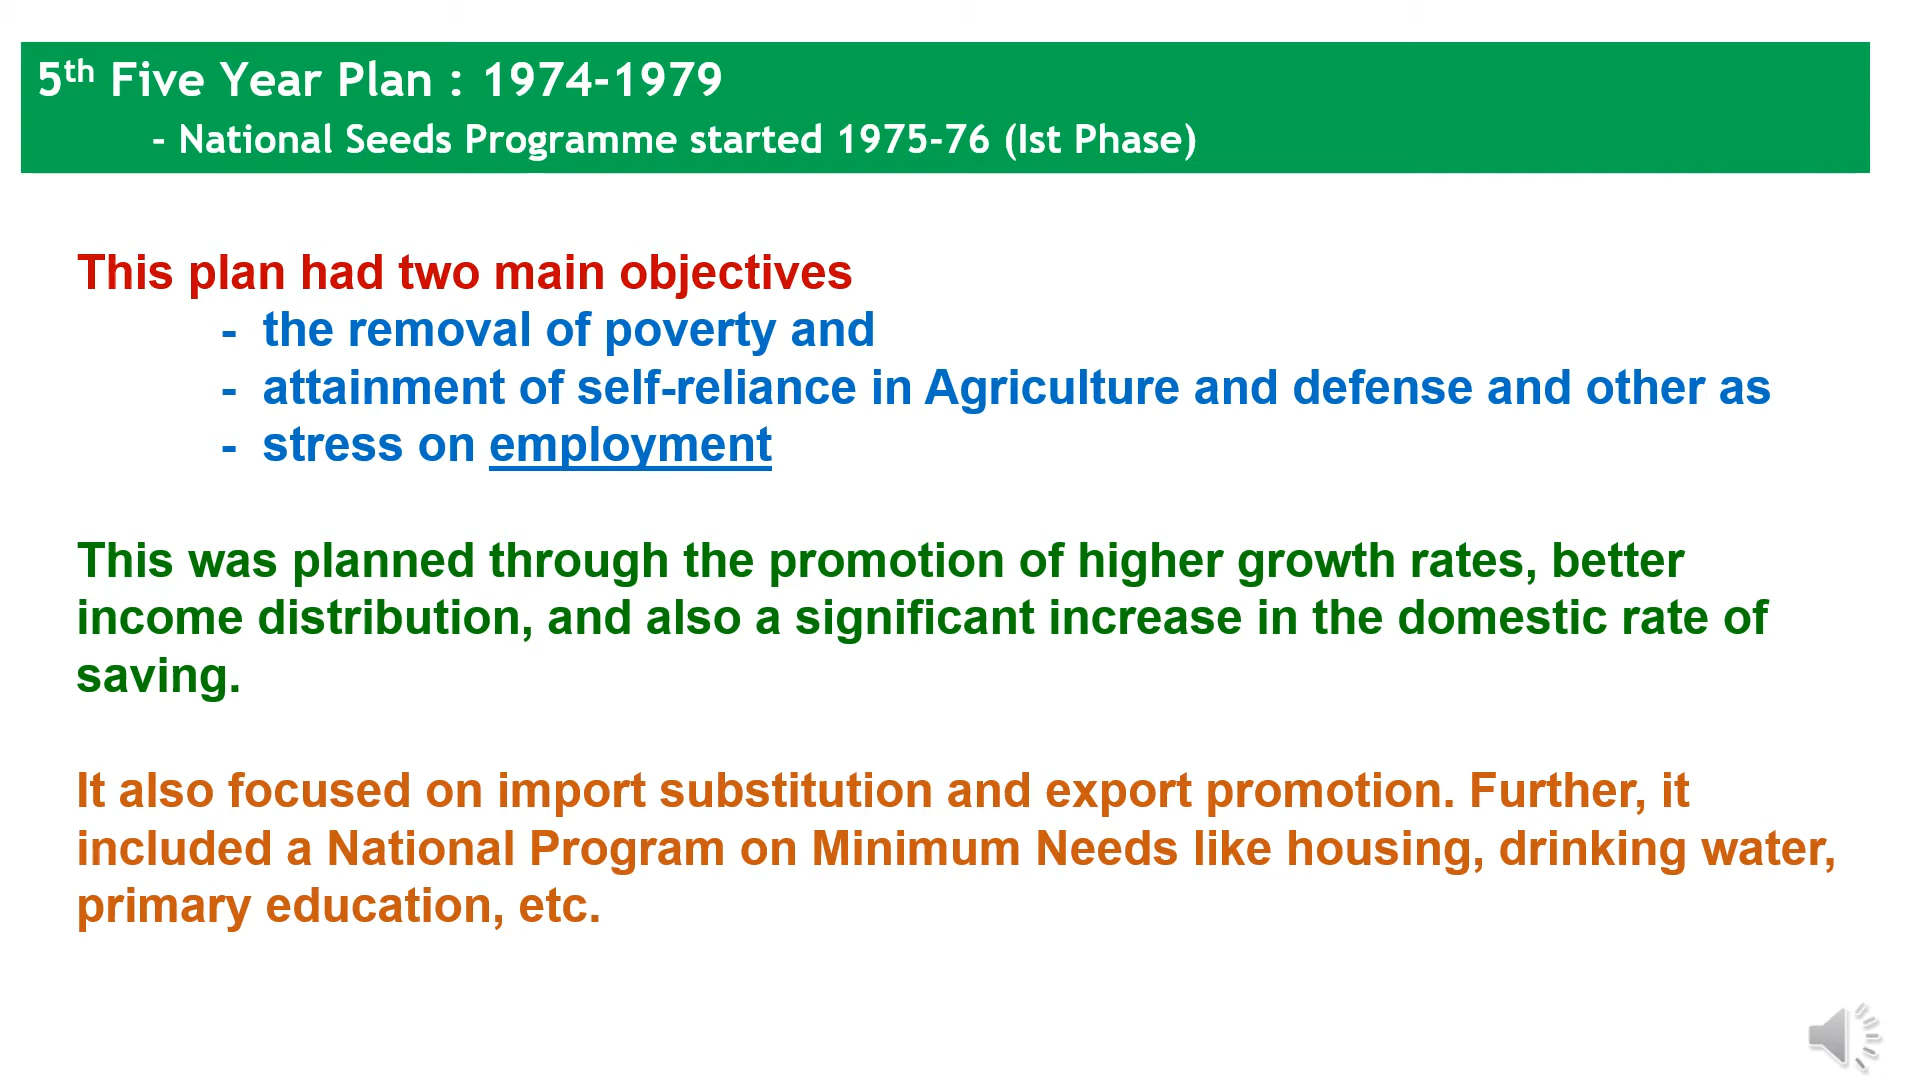 5th Five Year Plan : 1974-1979
- National Seeds Programme started 1975-76 (Ist Phase)
This plan had two main objectives
- the removal of poverty and
- attainment of self-reliance in Agriculture and defense and other as
- stress on employment
This was planned through the promotion of higher growth rates, better
income distribution, and also a significant increase in the domestic rate of
saving.
It also focused on import substitution and export promotion. Further, it
included a National Program on Minimum Needs like housing, drinking water,
primary education, etc.